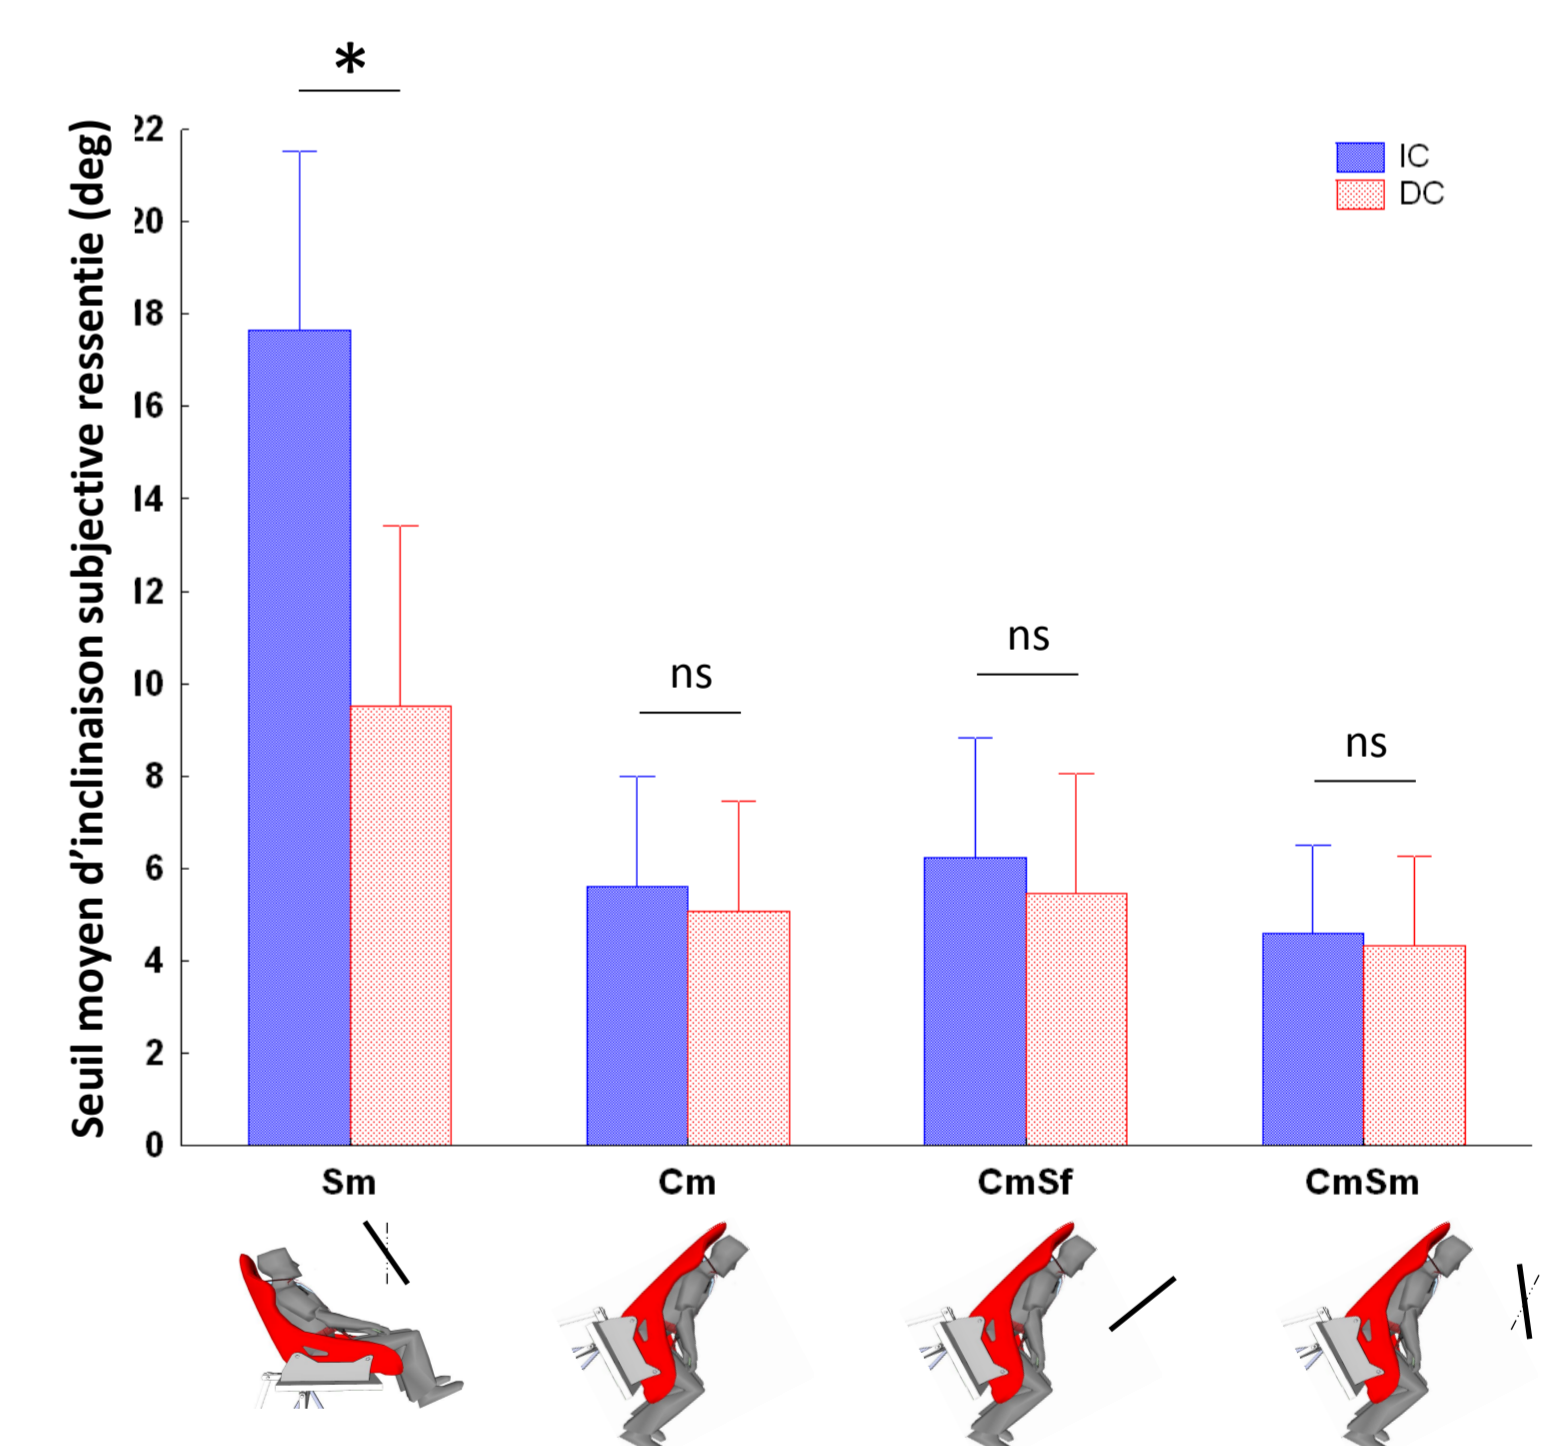 *
Seuil moyen d’inclinaison subjective ressentie (deg)
22
20
18
16
14
12
10
8
6
4
2
0
IC
DC
ns
ns
ns
Sm
Cm
CmSf
CmSm